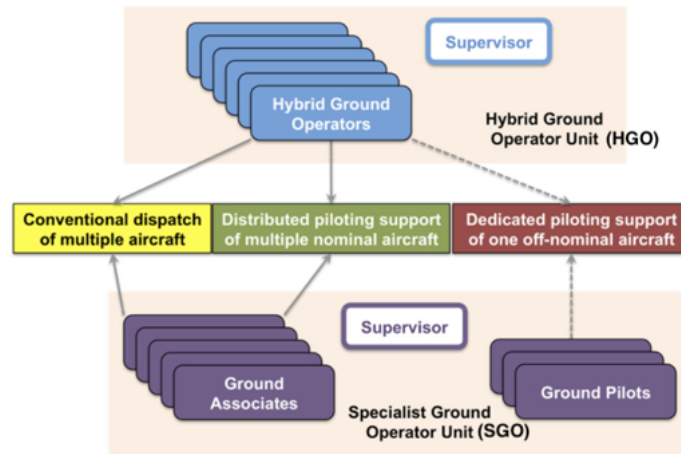 Supervisor
Hybrid Ground
Operators
Hybrid Ground
Operator Unit (HGO)
Conventional dispatch
of multiple aircraft
Distributed piloting support
of multiple nominal aircraft
Dedicated piloting support
of one off-nominal aircraft
Supervisor
Ground
Associates
Ground Pilots
Specialist Ground
Operator Unit (SGO)